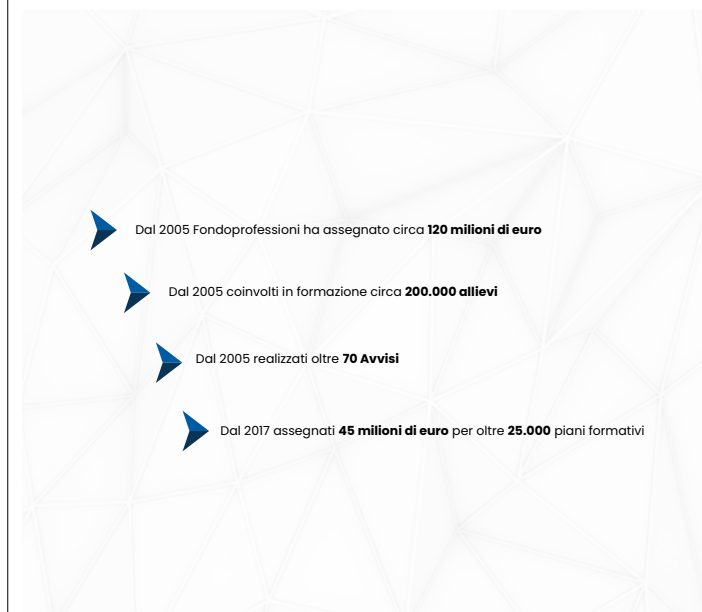 Dal 2005 Fondoprofessioni ha assegnato circa 120 milioni di euro
Dal 2005 coinvolti in formazione circa 200.000 allievi
Dal 2005 realizzati oltre 70 Avvisi
Dal 2017 assegnati 45 milioni di euro per oltre 25.000 piani formativi